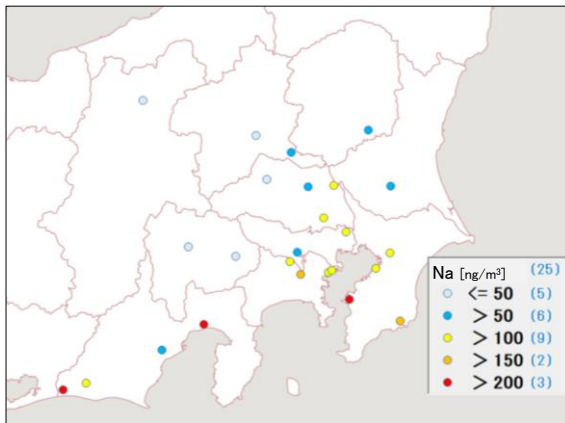 Na [ng/m³] (25)
<= 50 (5)
> 50 (6)
> 100 (9)
> 150 (2)
> 200 (3)